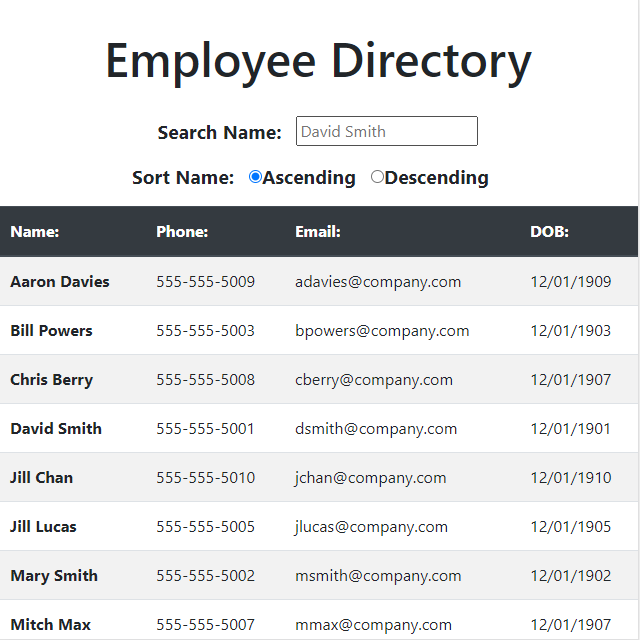 Employee Directory
Search Name: David Smith
Sort Name: Ascending Descending
Name: Phone: Email: DOB:
Aaron Davies 555-555-5009 adavies@company.com 12/01/1909
Bill Powers 555-555-5003 bpowers@company.com 12/01/1903
Chris Berry 555-555-5008 cberry@company.com 12/01/1907
David Smith 555-555-5001 dsmith@company.com 12/01/1901
Jill Chan 555-555-5010 jchan@company.com 12/01/1910
Jill Lucas 555-555-5005 jlucas@company.com 12/01/1905
Mary Smith 555-555-5002 msmith@company.com 12/01/1902
Mitch Max 555-555-5007 mmax@company.com 12/01/1907